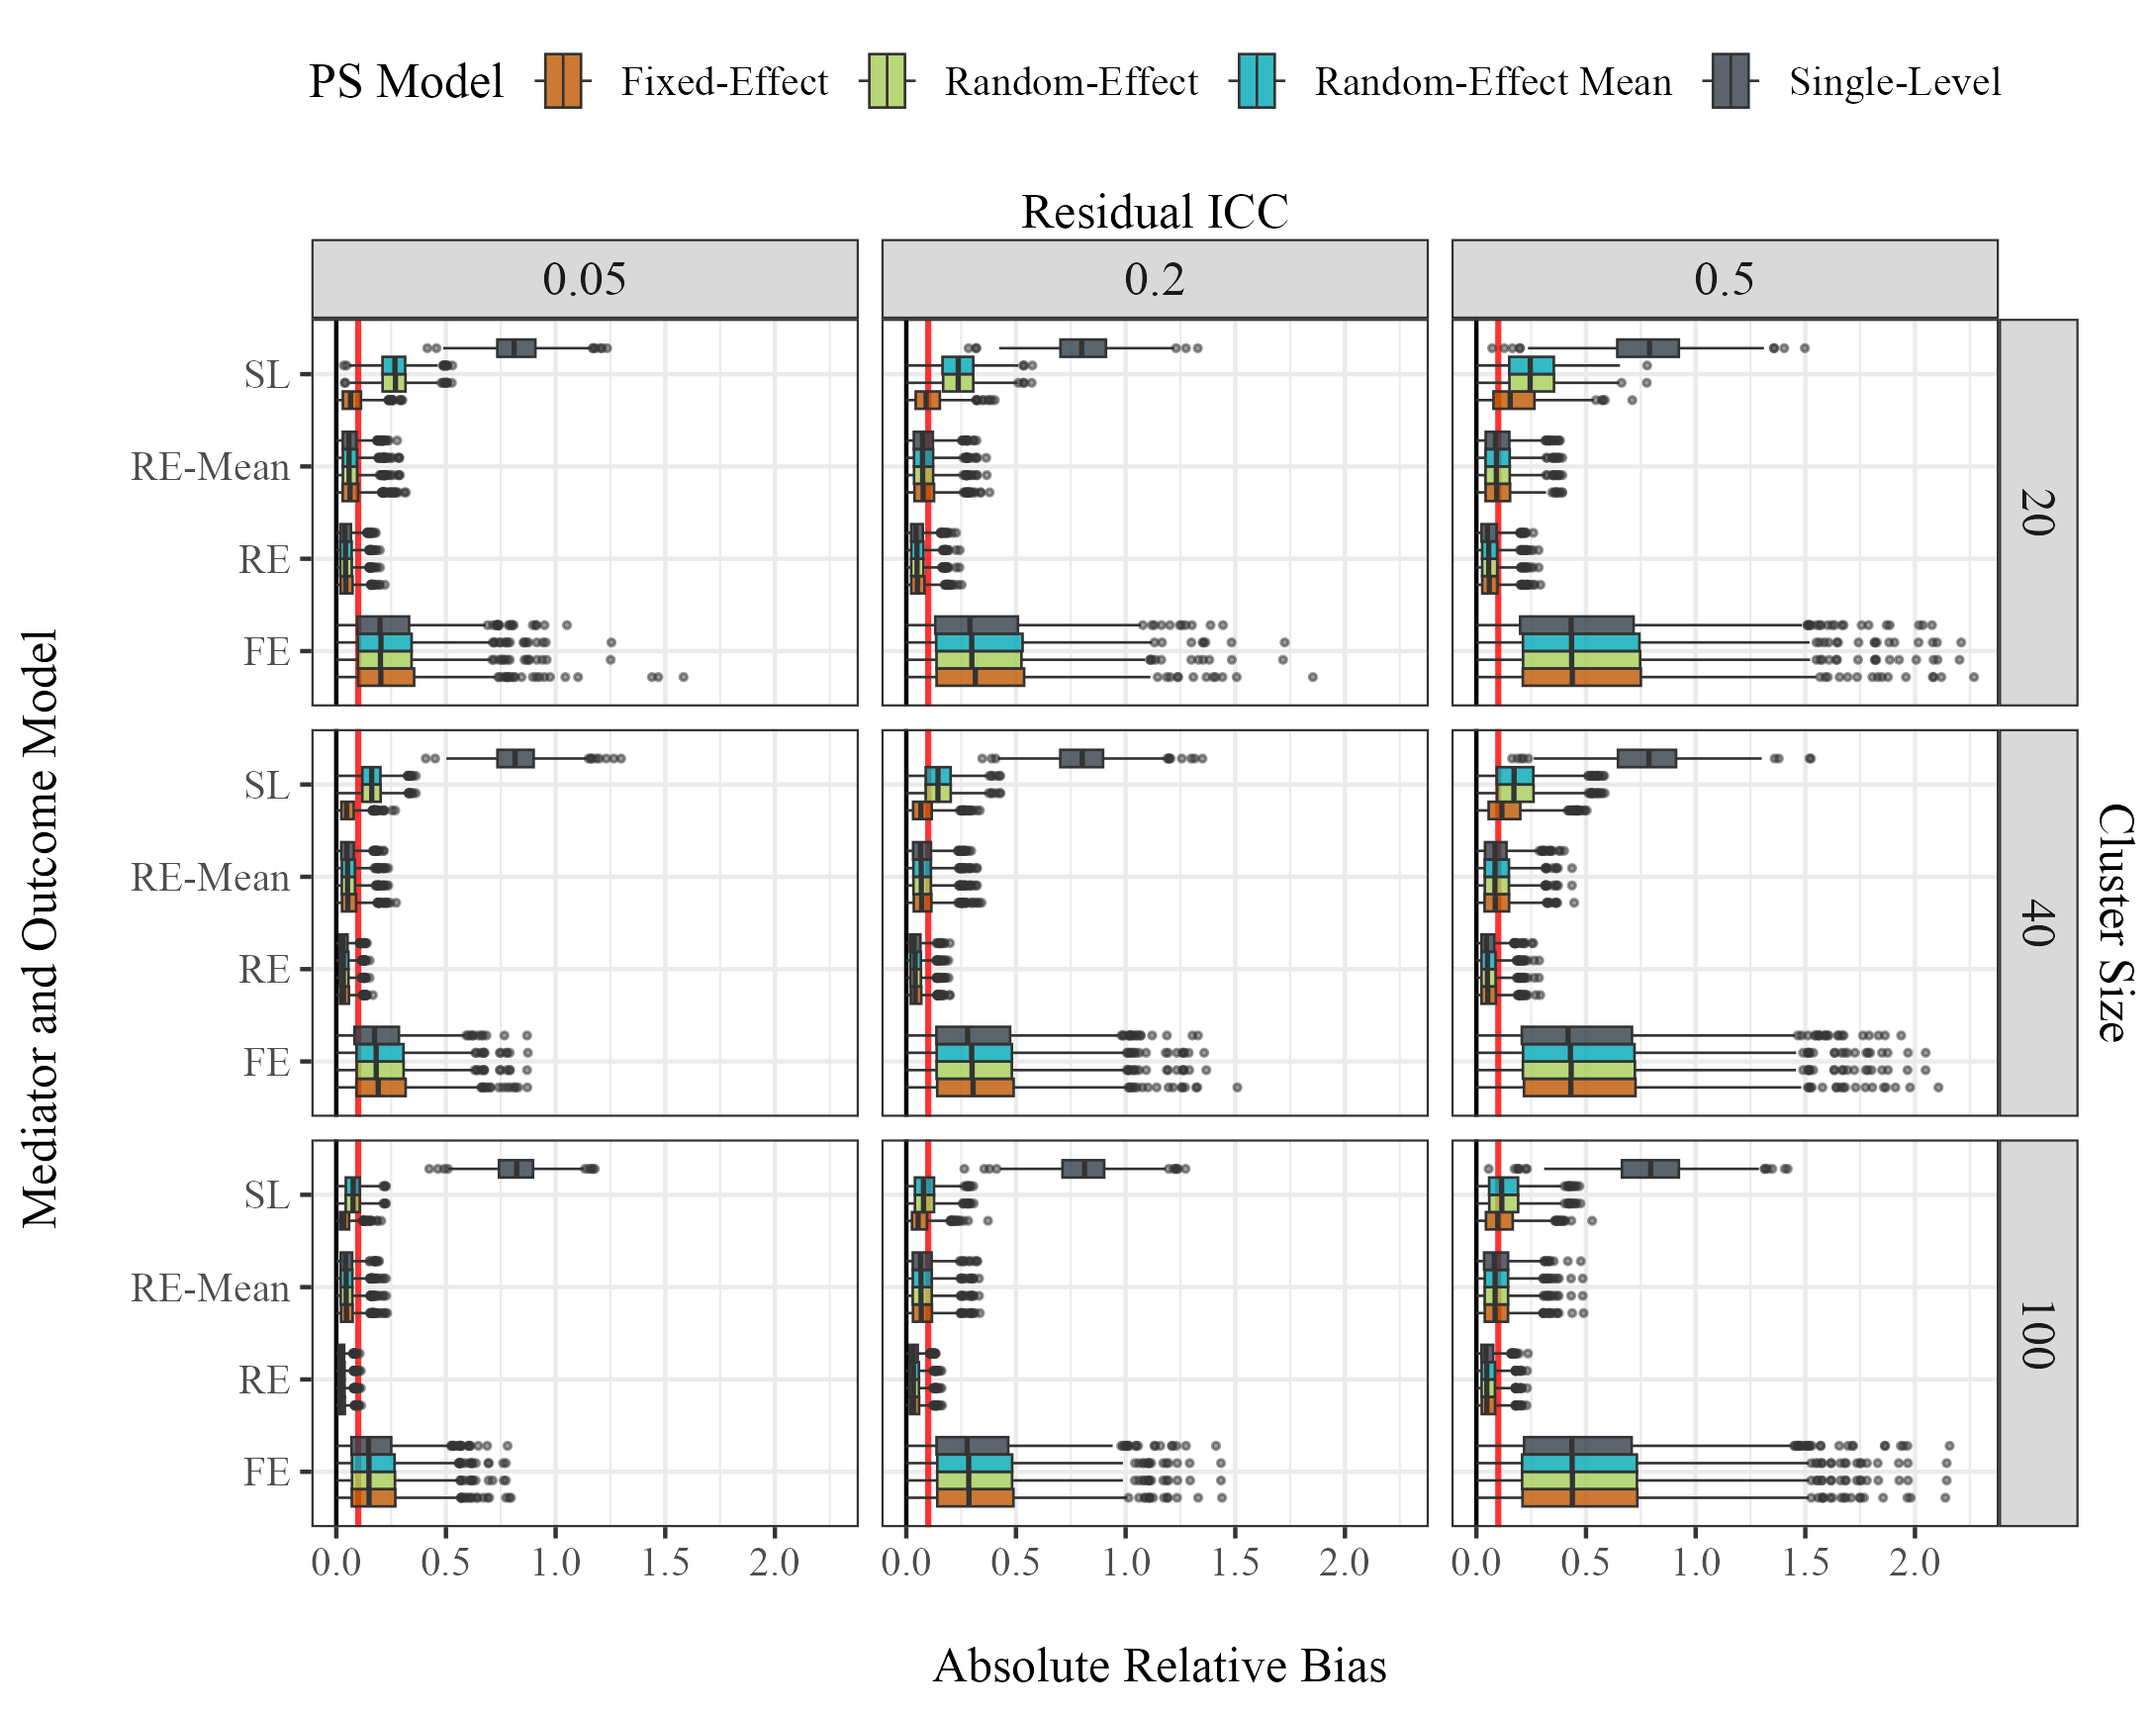 PS Model Fixed-Effect Random-Effect Random-Effect Mean Single-Level
Residual ICC
0.05 0.2 0.5
Mediator and Outcome Model
SL
RE-Mean
RE
FE
20
SL
RE-Mean
RE
FE
40
Cluster Size
SL
RE-Mean
RE
FE
100
0.0 0.5 1.0 1.5 2.0 0.0 0.5 1.0 1.5 2.0 0.0 0.5 1.0 1.5 2.0
Absolute Relative Bias